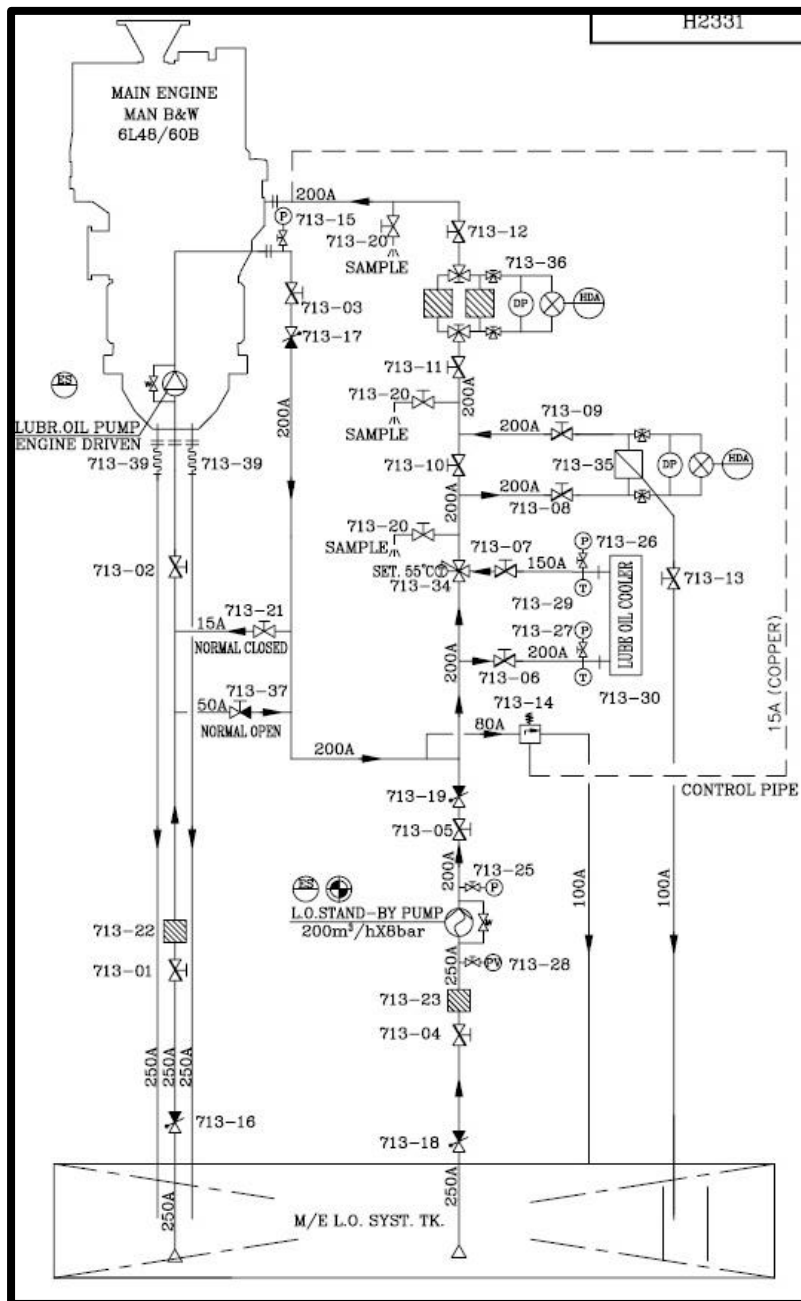 H2331
MAIN ENGINE
MAN B&W
6L48/60B
200A
P
713-15
713-20
SAMPLE
713-12
713-36
DP
HDA
713-03
713-17
713-11
200A
713-20
SAMPLE
ES
LUBR.OIL PUMP
ENGINE DRIVEN
713-39
713-39
200A
713-09
200A
713-10
713-35
DP
HDA
200A
200A
713-08
713-20
SAMPLE
713-02
713-07
P
713-26
SET. 55°C
T
713-34
150A
713-29
T
713-13
LUBE OIL COOLER
713-21
15A
NORMAL CLOSED
713-27
P
200A
713-06
T
713-30
200A
713-37
50A
NORMAL OPEN
713-14
80A
200A
15A (COPPER)
CONTROL PIPE
713-19
713-05
200A
713-25
P
ES
L.O.STAND-BY PUMP
200m³/hX8bar
713-22
713-01
250A
PV
713-28
713-23
713-04
100A
100A
250A
250A
250A
713-16
713-18
250A
250A
M/E L.O. SYST. TK.